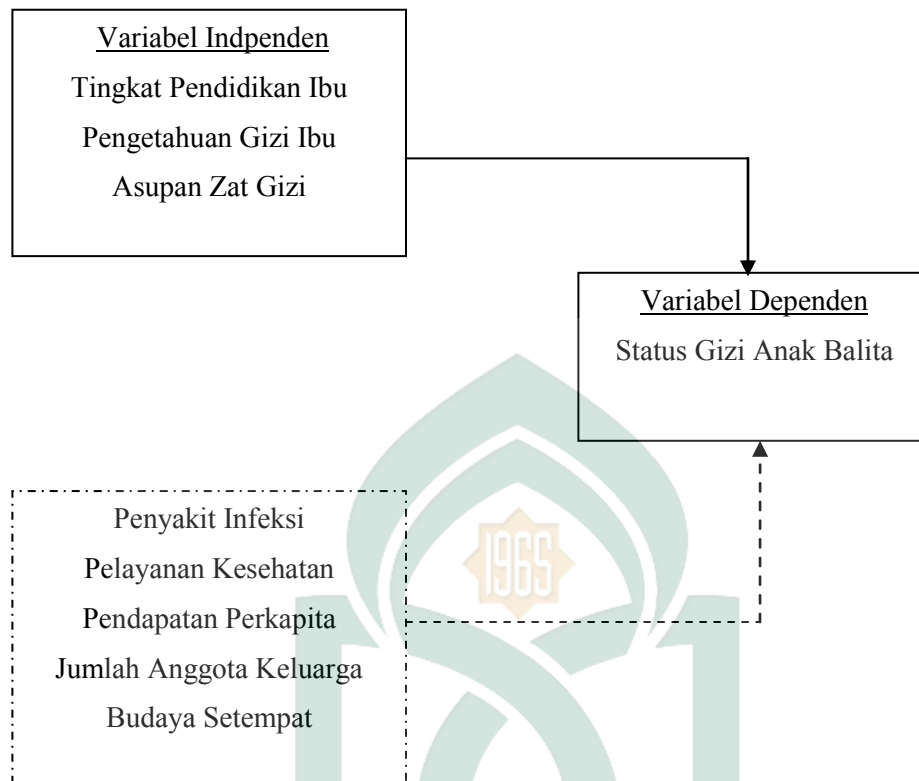 Variabel Indpenden
Tingkat Pendidikan Ibu
Pengetahuan Gizi Ibu
Asupan Zat Gizi
Variabel Dependen
Status Gizi Anak Balita
1965
Penyakit Infeksi
Pelayanan Kesehatan
Pendapatan Perkapita
Jumlah Anggota Keluarga
Budaya Setempat